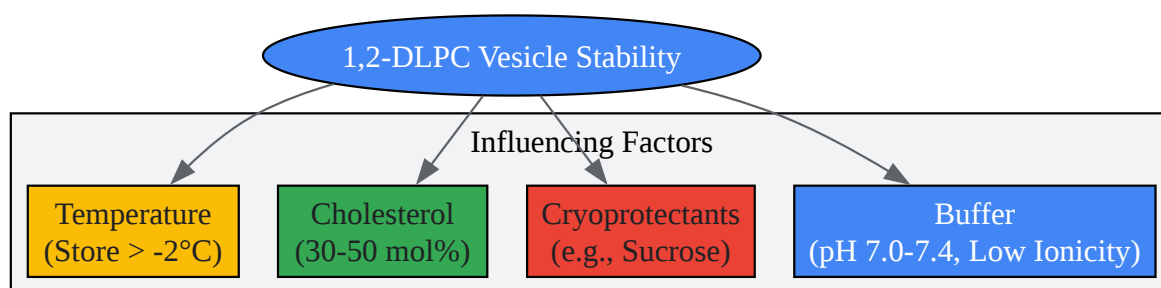 1,2-DLPC Vesicle Stability
Influencing Factors
Temperature
(Store > -2°C)
Cholesterol
(30-50 mol%)
Cryoprotectants
(e.g., Sucrose)
Buffer
(pH 7.0-7.4, Low Ionicity)